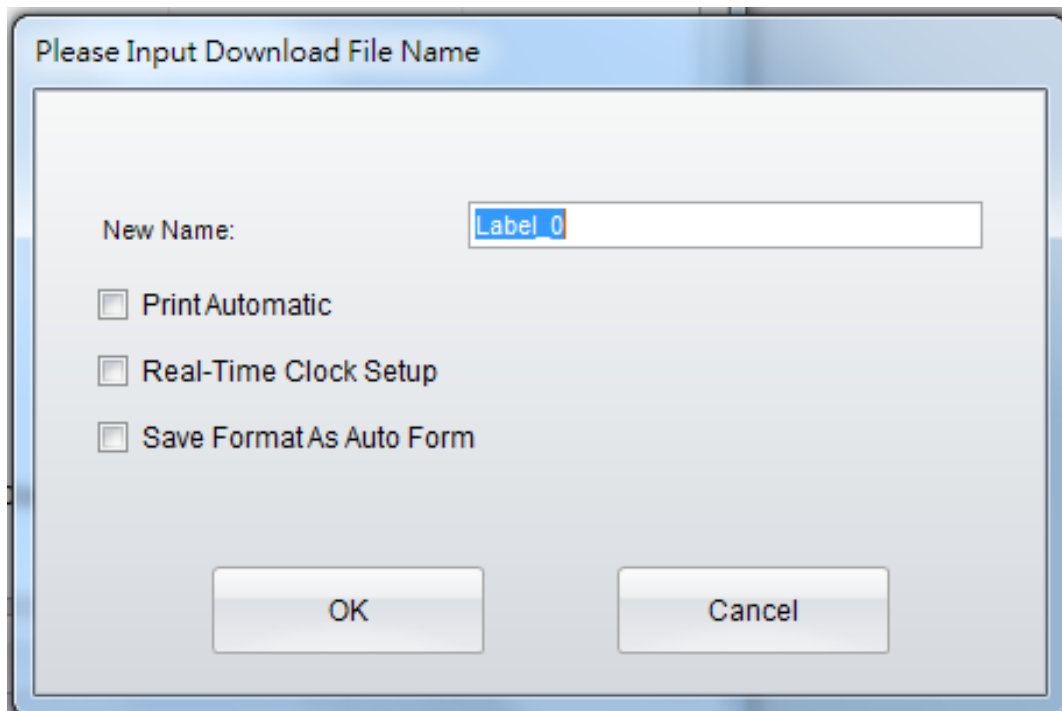 Please Input Download File Name
New Name:
Label_0
Print Automatic
Real-Time Clock Setup
Save Format As Auto Form
OK
Cancel